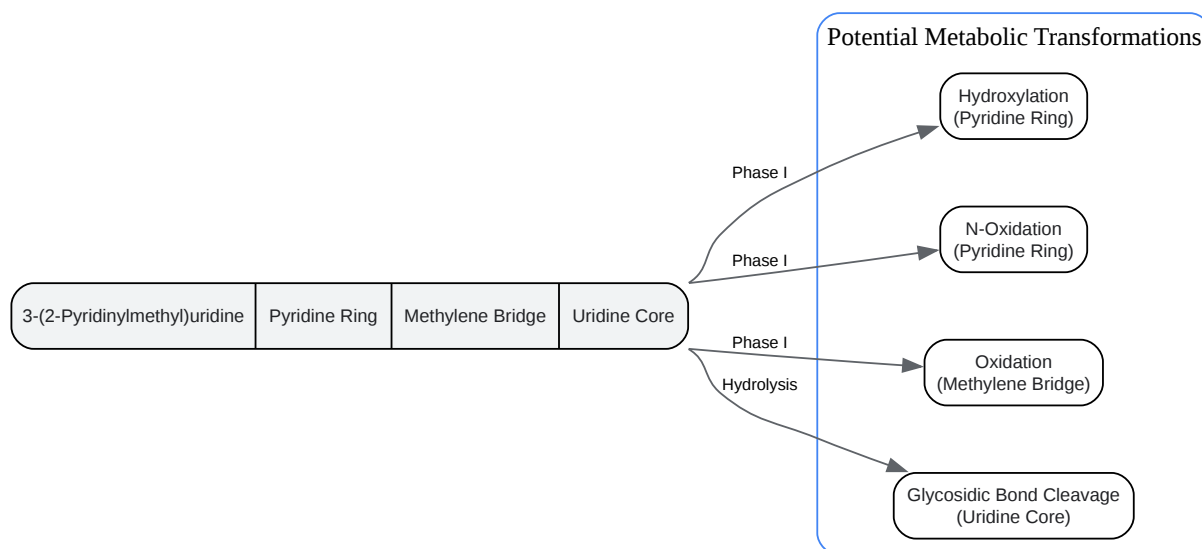 Potential Metabolic Transformations
Hydroxylation
(Pyridine Ring)
Phase I
N-Oxidation
(Pyridine Ring)
Phase I
3-(2-Pyridinylmethyl)uridine
Pyridine Ring
Methylene Bridge
Uridine Core
Phase I
Oxidation
(Methylene Bridge)
Hydrolysis
Glycosidic Bond Cleavage
(Uridine Core)